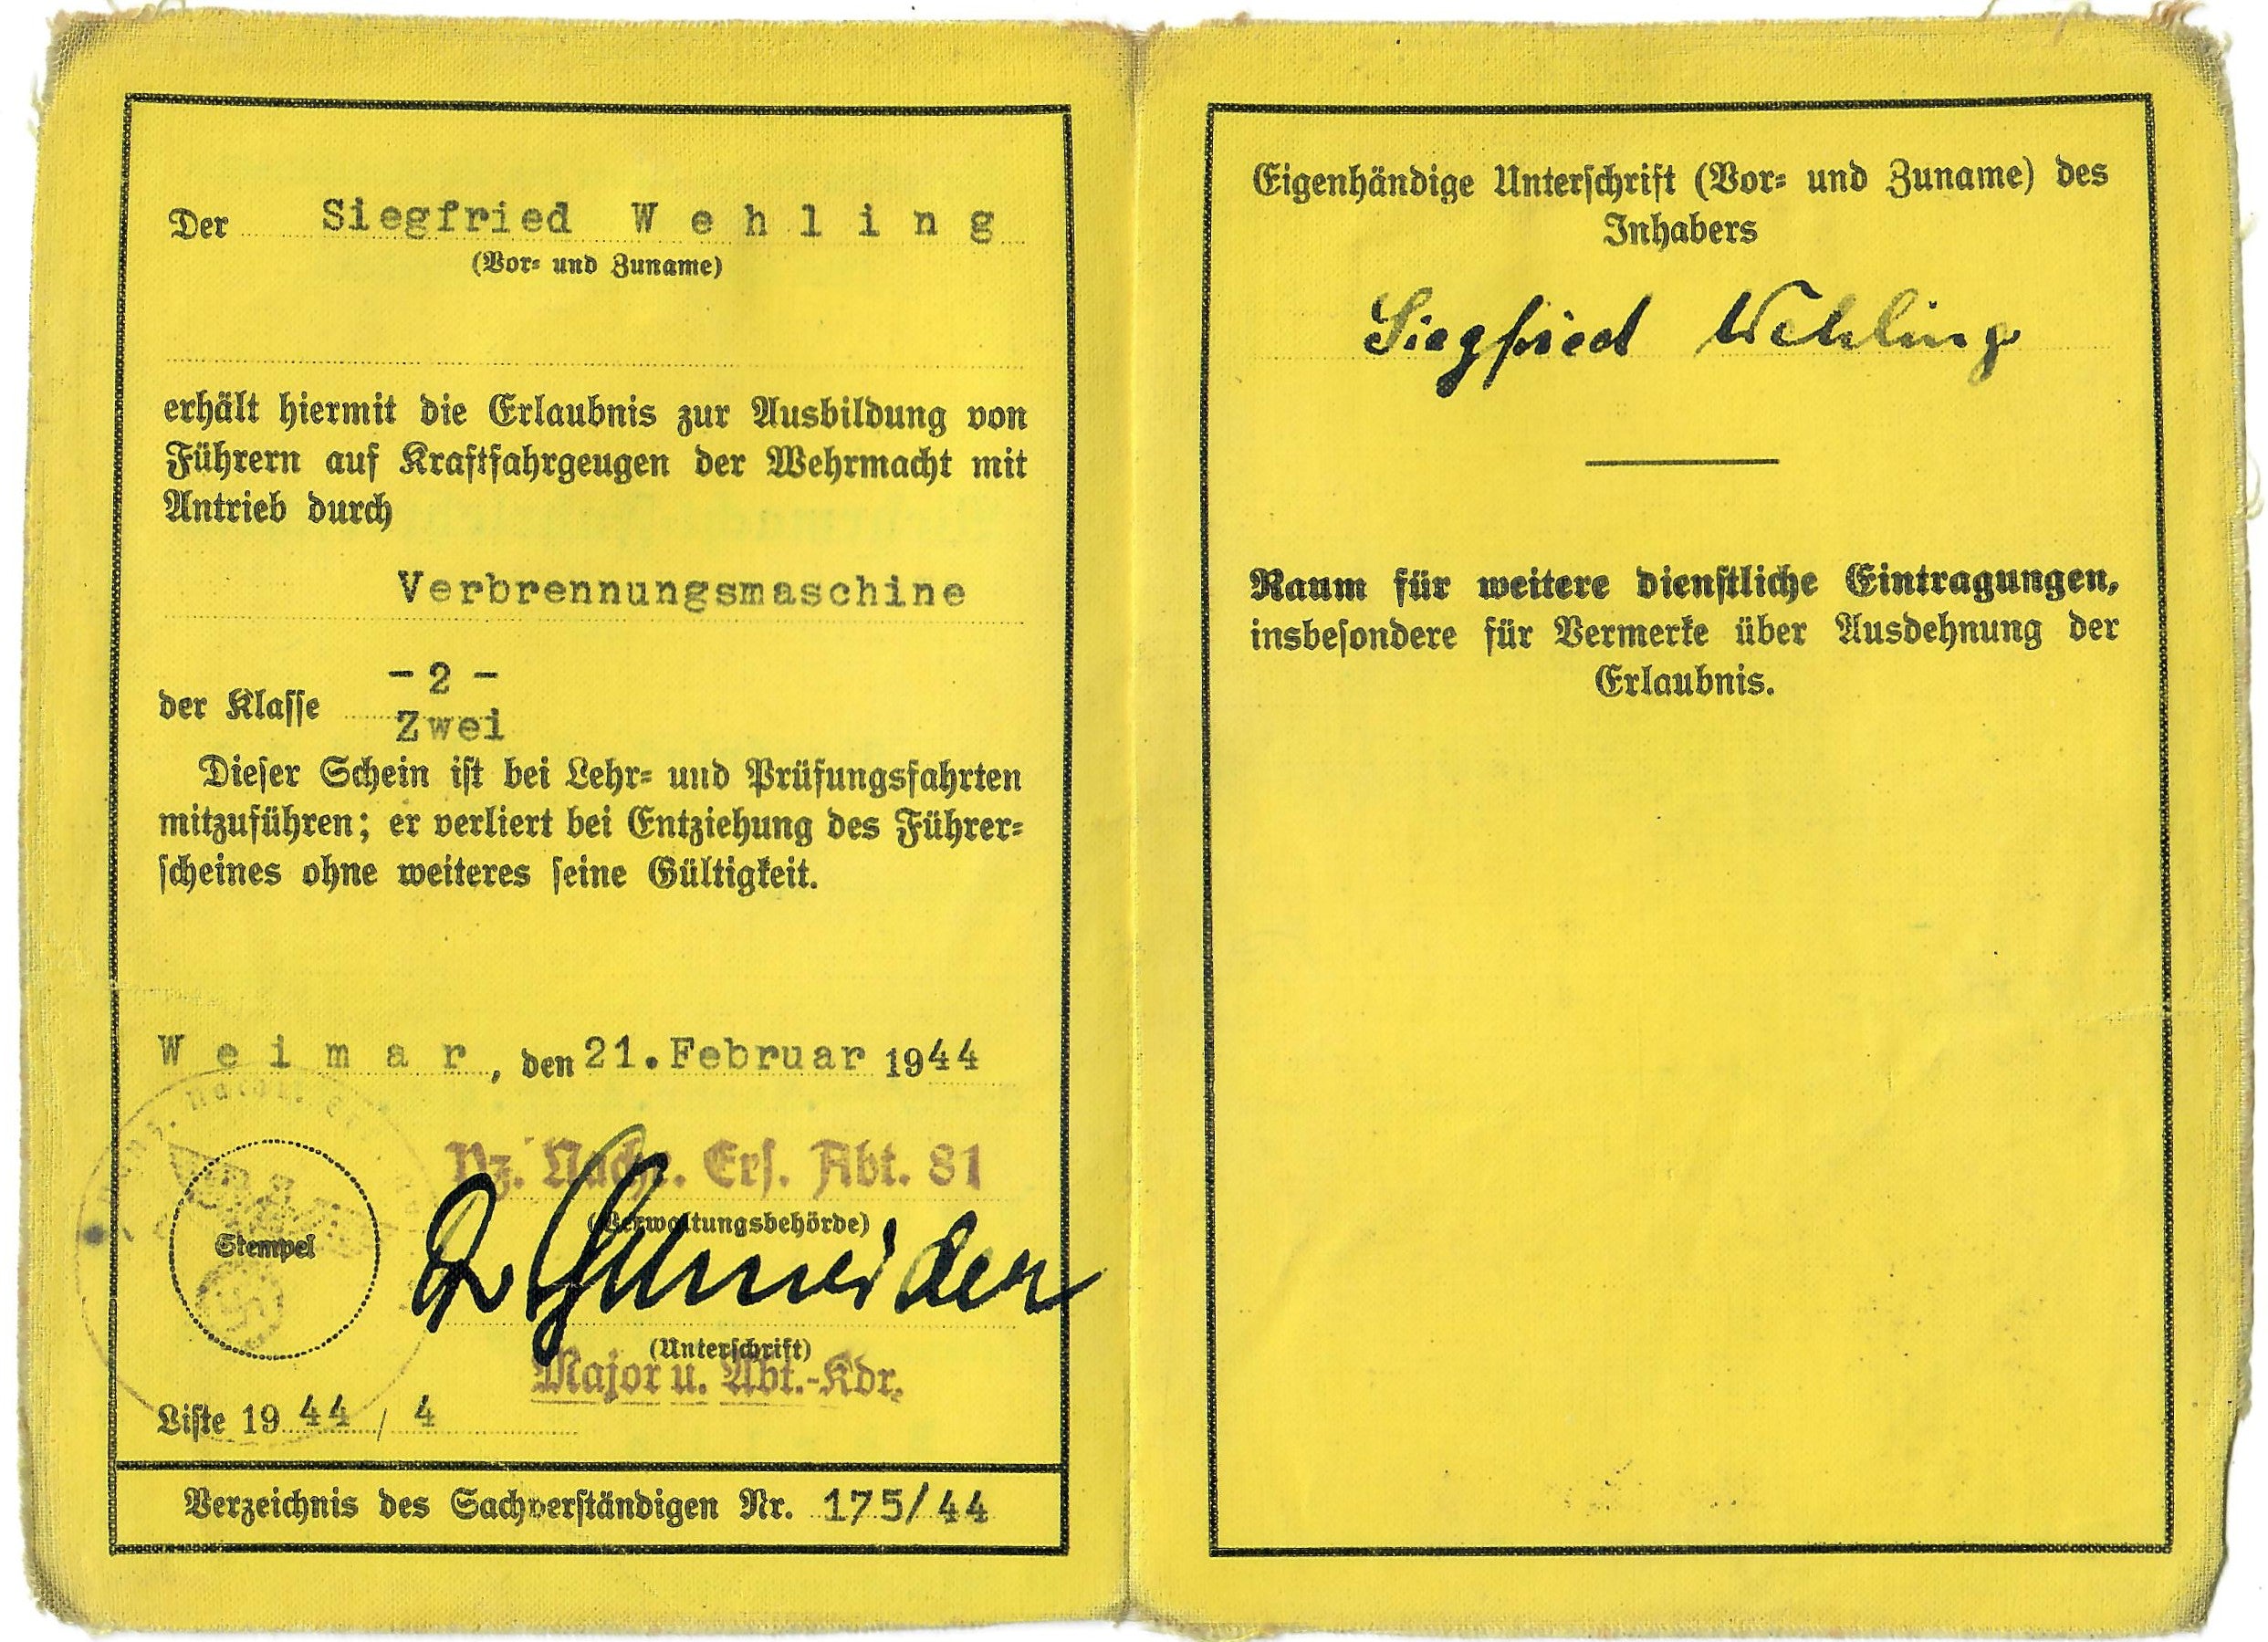 Der Siegfried Wehling
(Vor- und Zuname)
erhält hiermit die Erlaubnis zur Ausbildung von
Führern auf Kraftfahrgeugen der Wehrmacht mit
Antrieb durch
Verbrennungsmaschine
- 2 -
der Klasse
Zwei
Dieser Schein ist bei Lehr- und Prüfungsfahrten
mitzuführen; er verliert bei Entziehung des Führer-
scheines ohne weiteres seine Gültigkeit.
Weimar, den 21. Februar 1944
Pz. Nachr. Ers. Abt. 81
(Verwaltungsbehörde)
Stempel
Schneider
(Unterschrift)
Major u. Abt.-Kdr.
Liste 1944 / 4
Verzeichnis des Sachverständigen Nr. 175/44
Eigenhändige Unterschrift (Vor- und Zuname) des
Inhabers
Siegfried Wehling
Raum für weitere dienstliche Eintragungen,
insbesondere für Vermerke über Ausdehnung der
Erlaubnis.